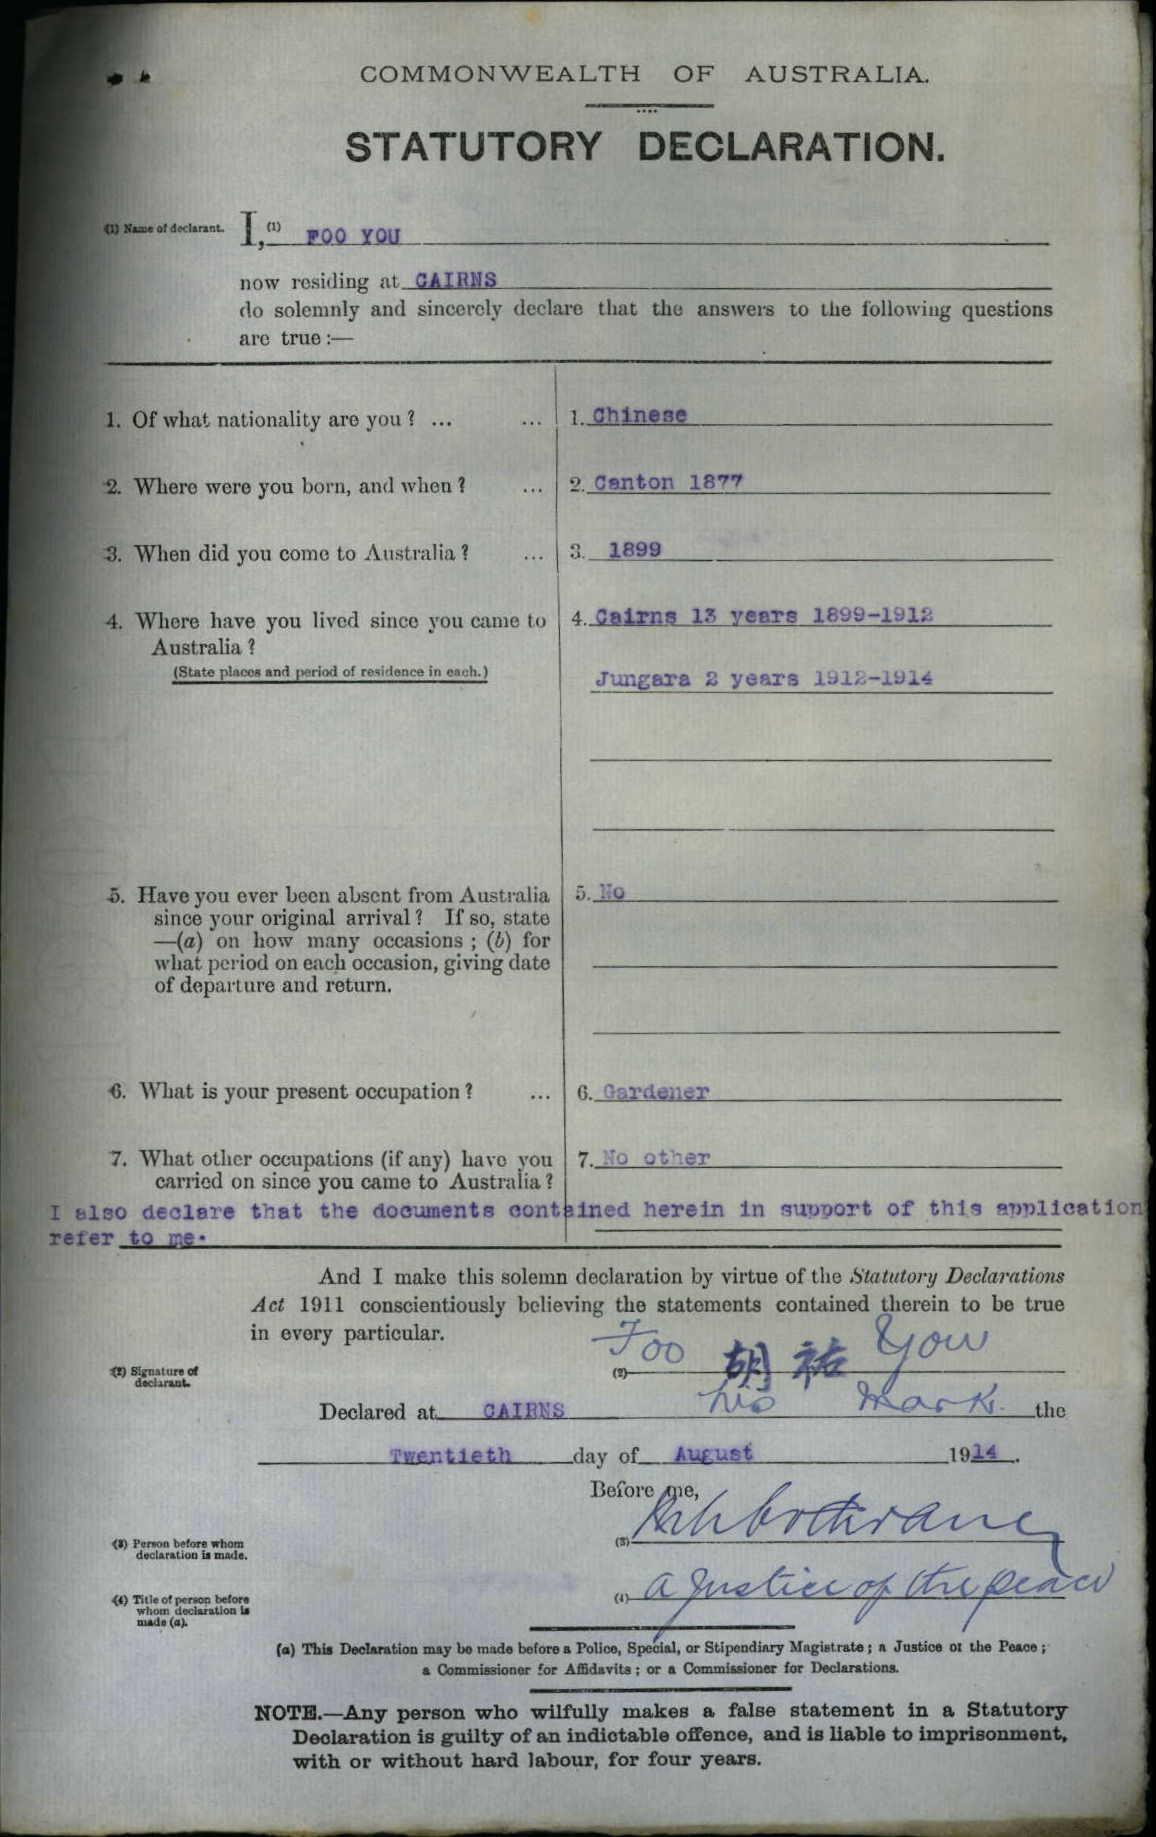 COMMONWEALTH OF AUSTRALIA.
STATUTORY DECLARATION.
(1) Name of declarant. I,(1) FOO YOU
now residing at CAIRNS
do solemnly and sincerely declare that the answers to the following questions
are true:—
1. Of what nationality are you? ... ... 1. Chinese
2. Where were you born, and when? ... 2. Canton 1877
3. When did you come to Australia? ... 3. 1899
4. Where have you lived since you came to 4. Cairns 13 years 1899-1912
Australia?
(State places and period of residence in each.) Jungara 2 years 1912-1914
5. Have you ever been absent from Australia 5. No
since your original arrival? If so, state
—(a) on how many occasions; (b) for
what period on each occasion, giving date
of departure and return.
6. What is your present occupation? ... 6. Gardener
7. What other occupations (if any) have you 7. No other
carried on since you came to Australia?
I also declare that the documents contained herein in support of this application
refer to me.
And I make this solemn declaration by virtue of the Statutory Declarations
Act 1911 conscientiously believing the statements contained therein to be true
in every particular.
(2) Signature of declarant. (2) Foo 胡祐 You
Declared at CAIRNS his mark. the
Twentieth day of August 1914.
Before me,
(3) Person before whom declaration is made. (3)
(4) Title of person before whom declaration is made (a). (4) a Justice of the peace
(a) This Declaration may be made before a Police, Special, or Stipendiary Magistrate; a Justice of the Peace;
a Commissioner for Affidavits; or a Commissioner for Declarations.
NOTE.—Any person who wilfully makes a false statement in a Statutory
Declaration is guilty of an indictable offence, and is liable to imprisonment,
with or without hard labour, for four years.